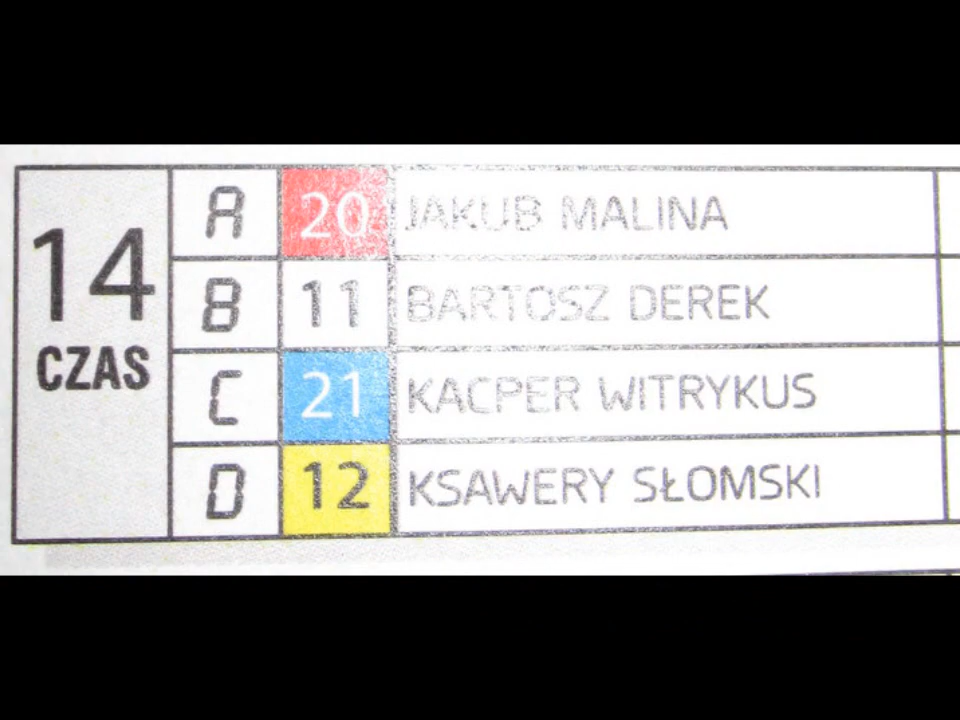 14
CZAS
A 20 JAKUB MALINA
B 11 BARTOSZ DEREK
C 21 KACPER WITRYKUS
D 12 KSAWERY SŁOMSKI